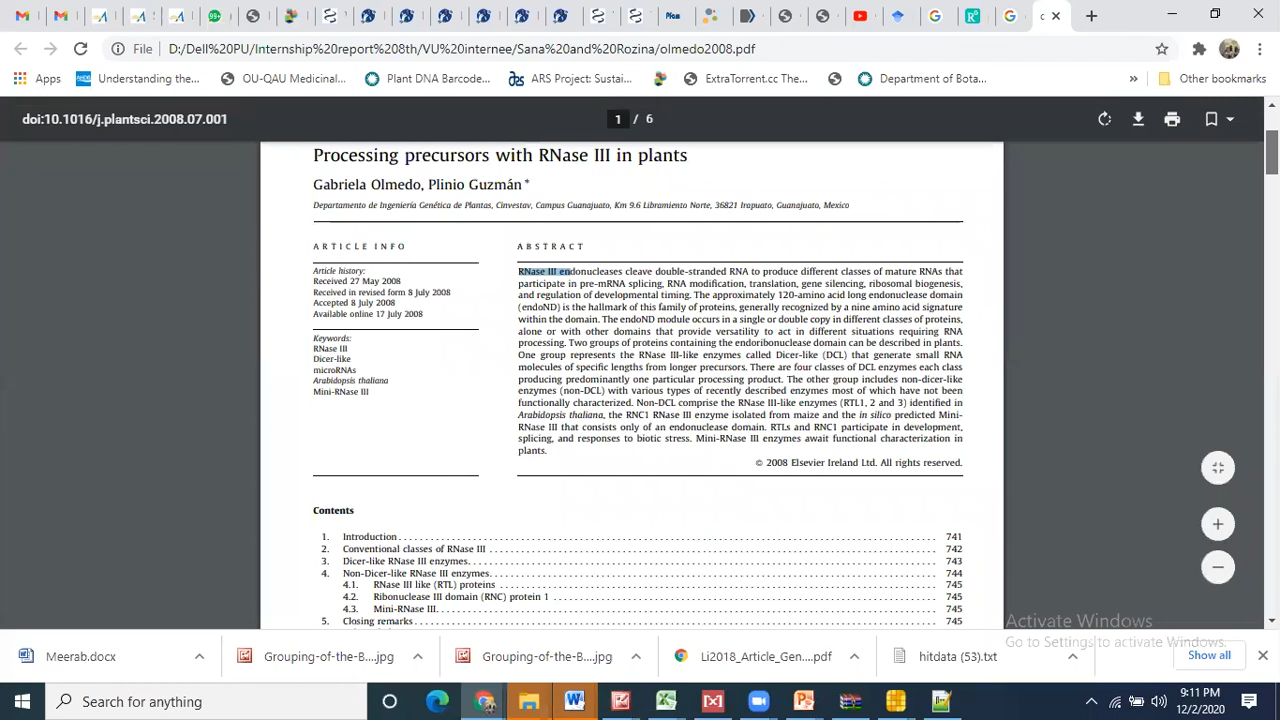 99+
Pfam
c
File
D:/Dell%20PU/Internship%20report%208th/VU%20internee/Sana%20and%20Rozina/olmedo2008.pdf
Apps
Understanding the...
OU-QAU Medicinal...
Plant DNA Barcode...
ARS Project: Sustai...
ExtraTorrent.cc The...
Department of Bota...
»
Other bookmarks
doi:10.1016/j.plantsci.2008.07.001
1 / 6
Processing precursors with RNase III in plants
Gabriela Olmedo, Plinio Guzmán *
Departamento de Ingeniería Genética de Plantas, Cinvestav, Campus Guanajuato, Km 9.6 Libramiento Norte, 36821 Irapuato, Guanajuato, Mexico
ARTICLE INFO
Article history:
Received 27 May 2008
Received in revised form 8 July 2008
Accepted 8 July 2008
Available online 17 July 2008
Keywords:
RNase III
Dicer-like
microRNAs
Arabidopsis thaliana
Mini-RNase III
ABSTRACT
RNase III endonucleases cleave double-stranded RNA to produce different classes of mature RNAs that
participate in pre-mRNA splicing, RNA modification, translation, gene silencing, ribosomal biogenesis,
and regulation of developmental timing. The approximately 120-amino acid long endonuclease domain
(endoND) is the hallmark of this family of proteins, generally recognized by a nine amino acid signature
within the domain. The endoND module occurs in a single or double copy in different classes of proteins,
alone or with other domains that provide versatility to act in different situations requiring RNA
processing. Two groups of proteins containing the endoribonuclease domain can be described in plants.
One group represents the RNase III-like enzymes called Dicer-like (DCL) that generate small RNA
molecules of specific lengths from longer precursors. There are four classes of DCL enzymes each class
producing predominantly one particular processing product. The other group includes non-dicer-like
enzymes (non-DCL) with various types of recently described enzymes most of which have not been
functionally characterized. Non-DCL comprise the RNase III-like enzymes (RTL1, 2 and 3) identified in
Arabidopsis thaliana, the RNC1 RNase III enzyme isolated from maize and the in silico predicted Mini-
RNase III that consists only of an endonuclease domain. RTLs and RNC1 participate in development,
splicing, and responses to biotic stress. Mini-RNase III enzymes await functional characterization in
plants.
© 2008 Elsevier Ireland Ltd. All rights reserved.
Contents
1. Introduction 741
2. Conventional classes of RNase III 742
3. Dicer-like RNase III enzymes. 743
4. Non-Dicer-like RNase III enzymes. 744
4.1. RNase III like (RTL) proteins 745
4.2. Ribonuclease III domain (RNC) protein 1 745
4.3. Mini-RNase III. 745
5. Closing remarks 745
Activate Windows
Go to Settings to activate Windows.
Meerab.docx
Grouping-of-the-B....jpg
Grouping-of-the-B....jpg
Li2018_Article_Gen....pdf
hitdata (53).txt
Show all
Search for anything
9:11 PM
12/2/2020